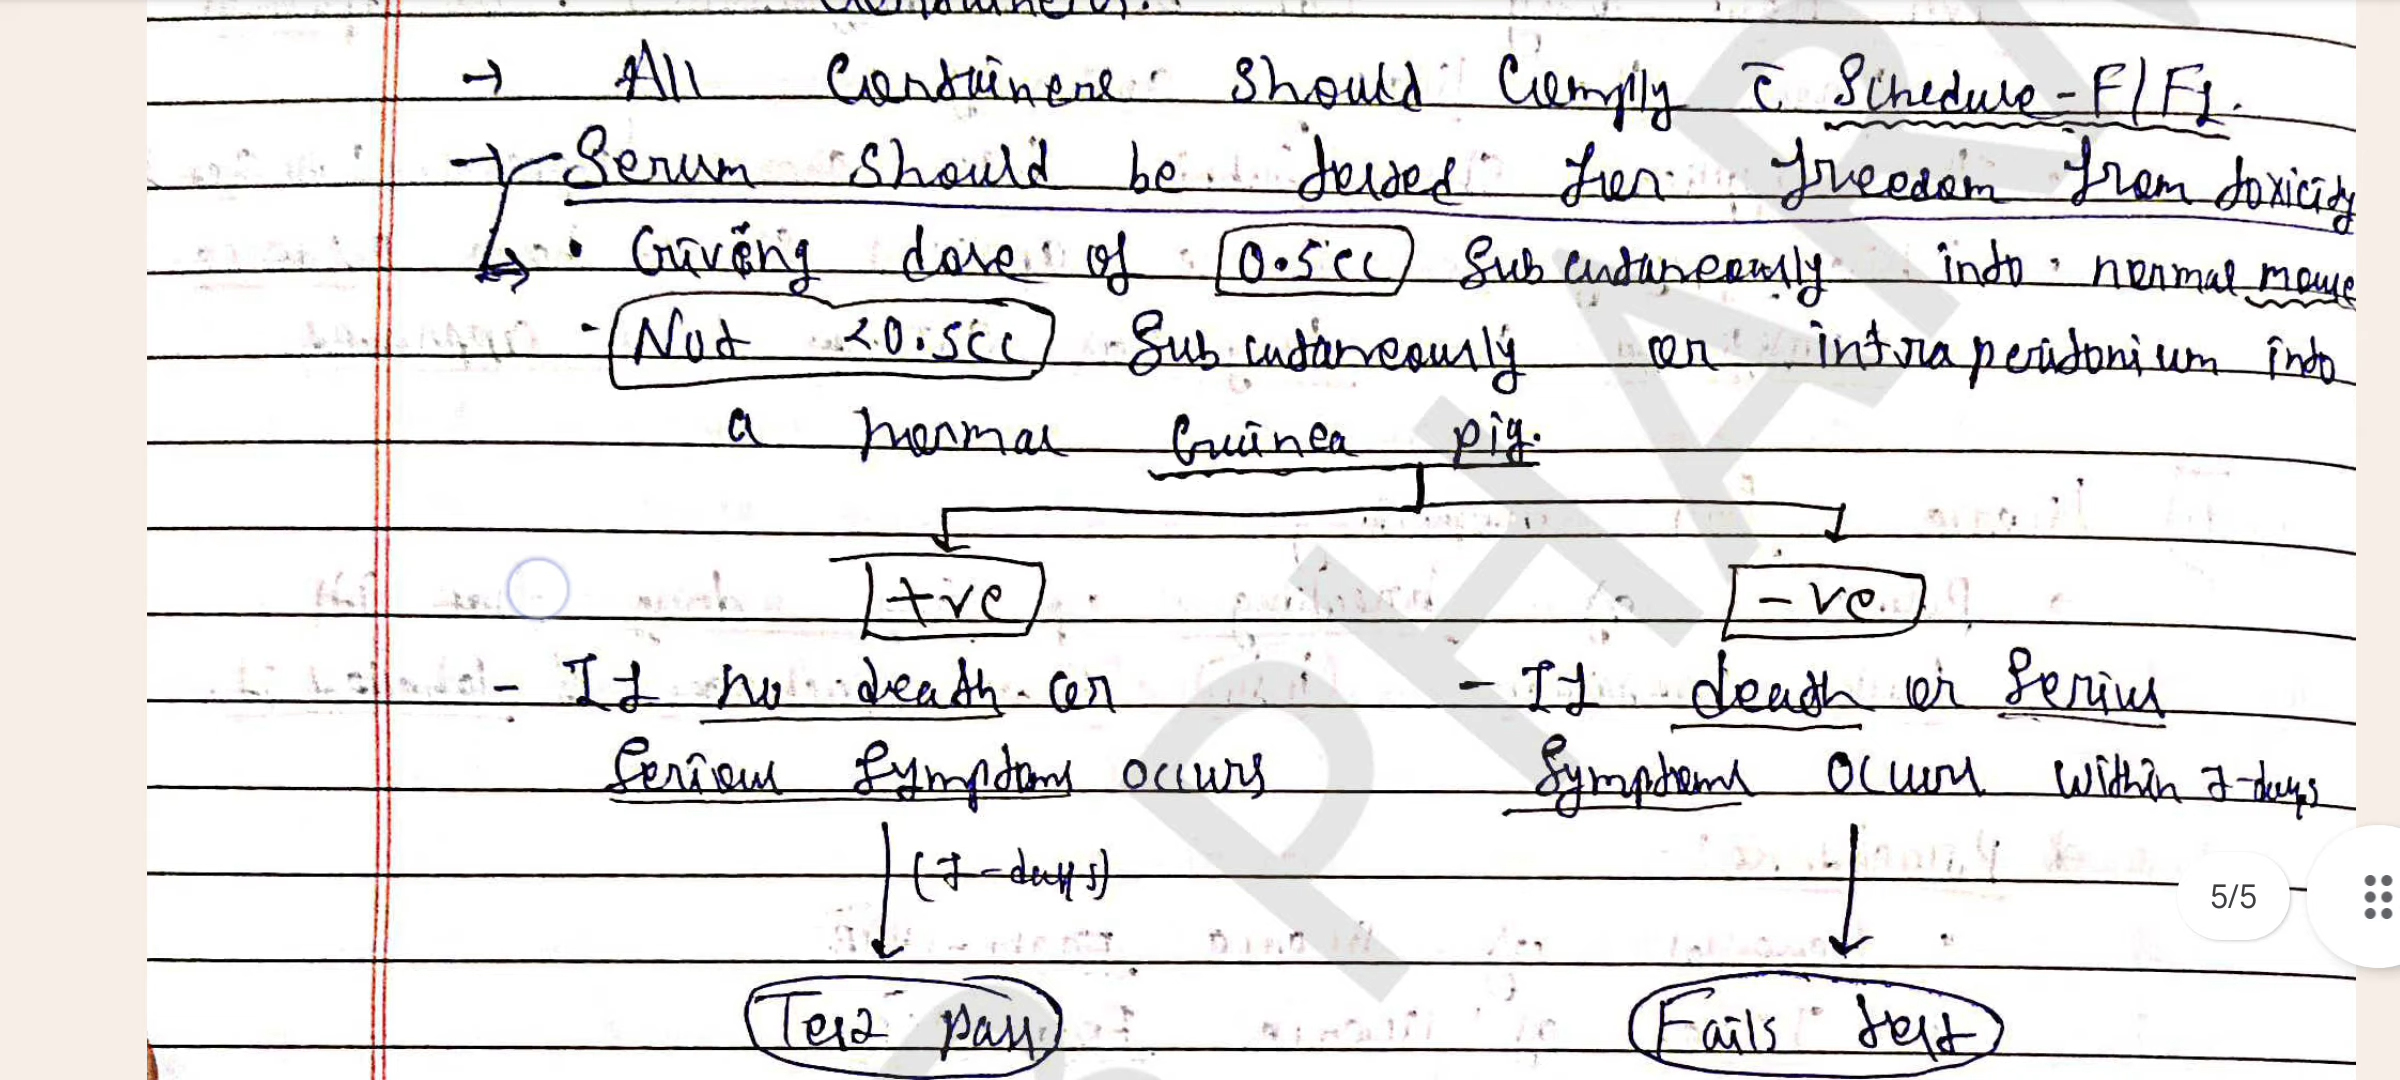 → All Containers should Comply c̄ Schedule-F/F1.
→ Serum should be tested for freedom from toxicity
• Giving dose of 0.5cc Subcutaneously into normal mouse
- Not <0.5cc Subcutaneously or intraperitonium into
a normal Guinea pig.
+ve - ve
- If no death or - If death or Serius
Serious Symptoms occurs Symptoms occurs within 7-days
(7-days)
5/5
Test pass Fails test
PHAR